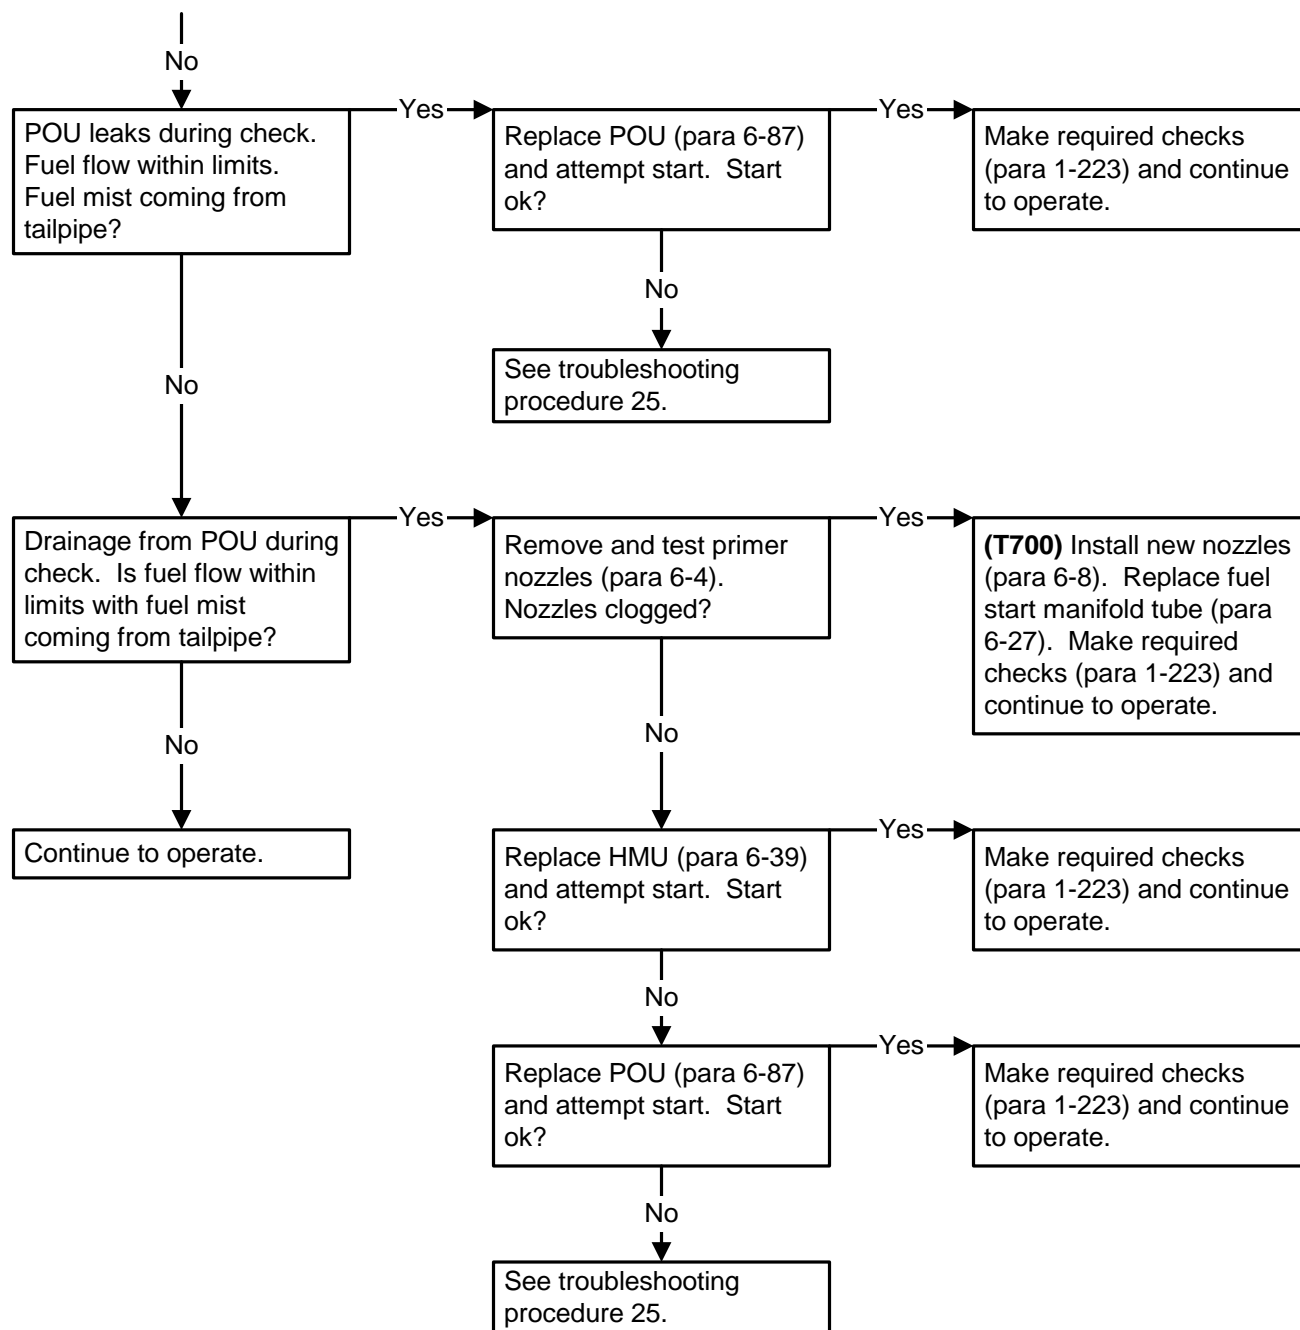 No
POU leaks during check.
Fuel flow within limits.
Fuel mist coming from
tailpipe?
Yes
Replace POU (para 6-87)
and attempt start. Start
ok?
Yes
Make required checks
(para 1-223) and continue
to operate.
No
See troubleshooting
procedure 25.
No
Drainage from POU during
check. Is fuel flow within
limits with fuel mist
coming from tailpipe?
Yes
Remove and test primer
nozzles (para 6-4).
Nozzles clogged?
Yes
(T700) Install new nozzles
(para 6-8). Replace fuel
start manifold tube (para
6-27). Make required
checks (para 1-223) and
continue to operate.
No
Continue to operate.
No
Replace HMU (para 6-39)
and attempt start. Start
ok?
Yes
Make required checks
(para 1-223) and continue
to operate.
No
Replace POU (para 6-87)
and attempt start. Start
ok?
Yes
Make required checks
(para 1-223) and continue
to operate.
No
See troubleshooting
procedure 25.